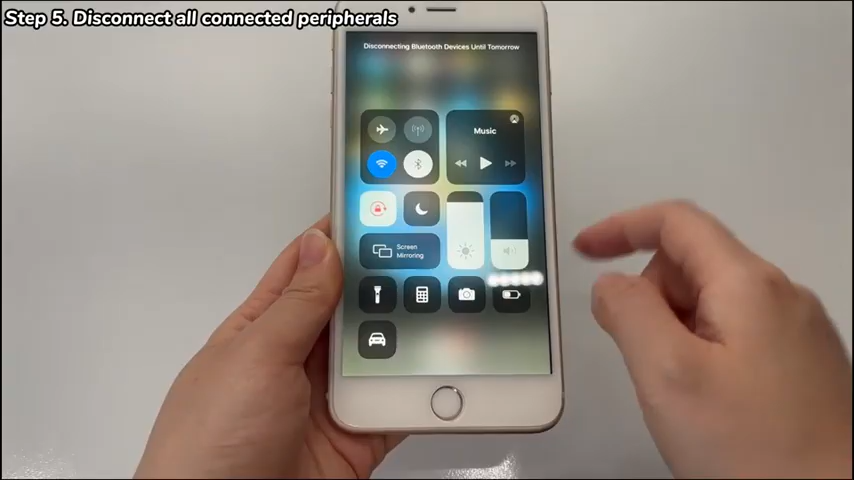 Step 5. Disconnect all connected peripherals
Disconnecting Bluetooth Devices Until Tomorrow
Music
Screen
Mirroring